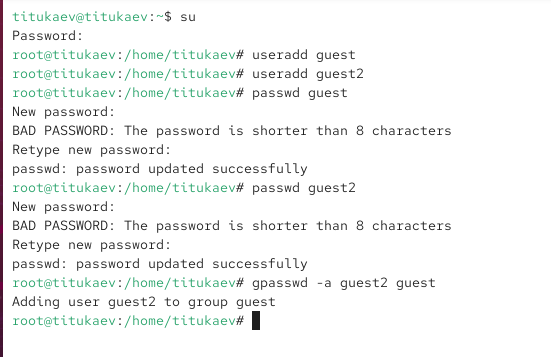 titukaev@titukaev:~$ su
Password:
root@titukaev:/home/titukaev# useradd guest
root@titukaev:/home/titukaev# useradd guest2
root@titukaev:/home/titukaev# passwd guest
New password:
BAD PASSWORD: The password is shorter than 8 characters
Retype new password:
passwd: password updated successfully
root@titukaev:/home/titukaev# passwd guest2
New password:
BAD PASSWORD: The password is shorter than 8 characters
Retype new password:
passwd: password updated successfully
root@titukaev:/home/titukaev# gpasswd -a guest2 guest
Adding user guest2 to group guest
root@titukaev:/home/titukaev#